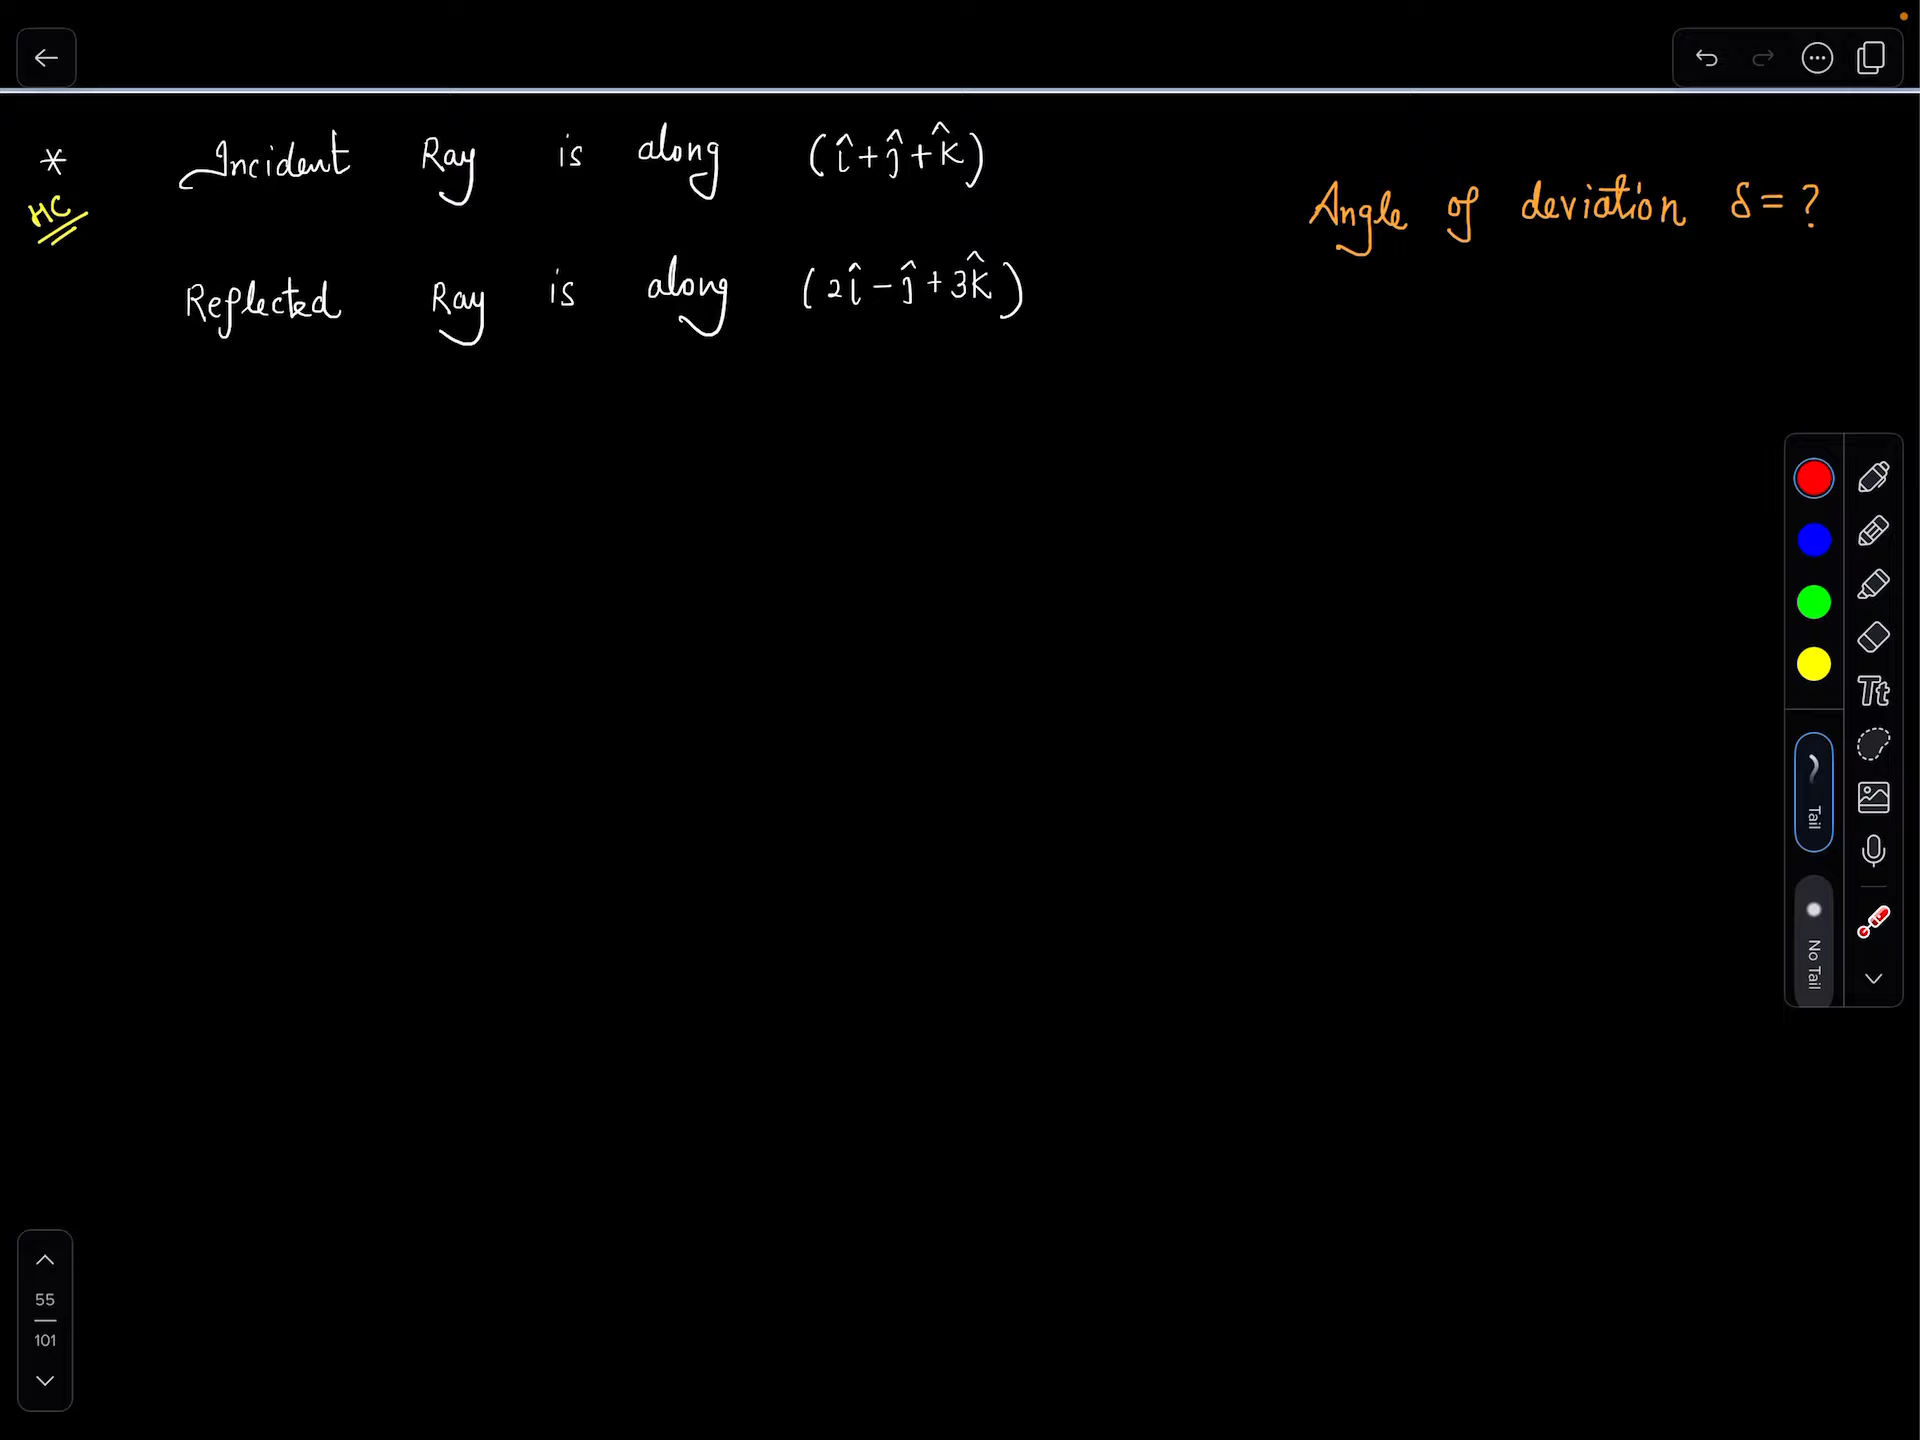 * Incident Ray is along (î+ĵ+k̂)
HC
Angle of deviation δ=?
Reflected Ray is along (2î-ĵ+3k̂)
Tt
Tail
No Tail
55
101